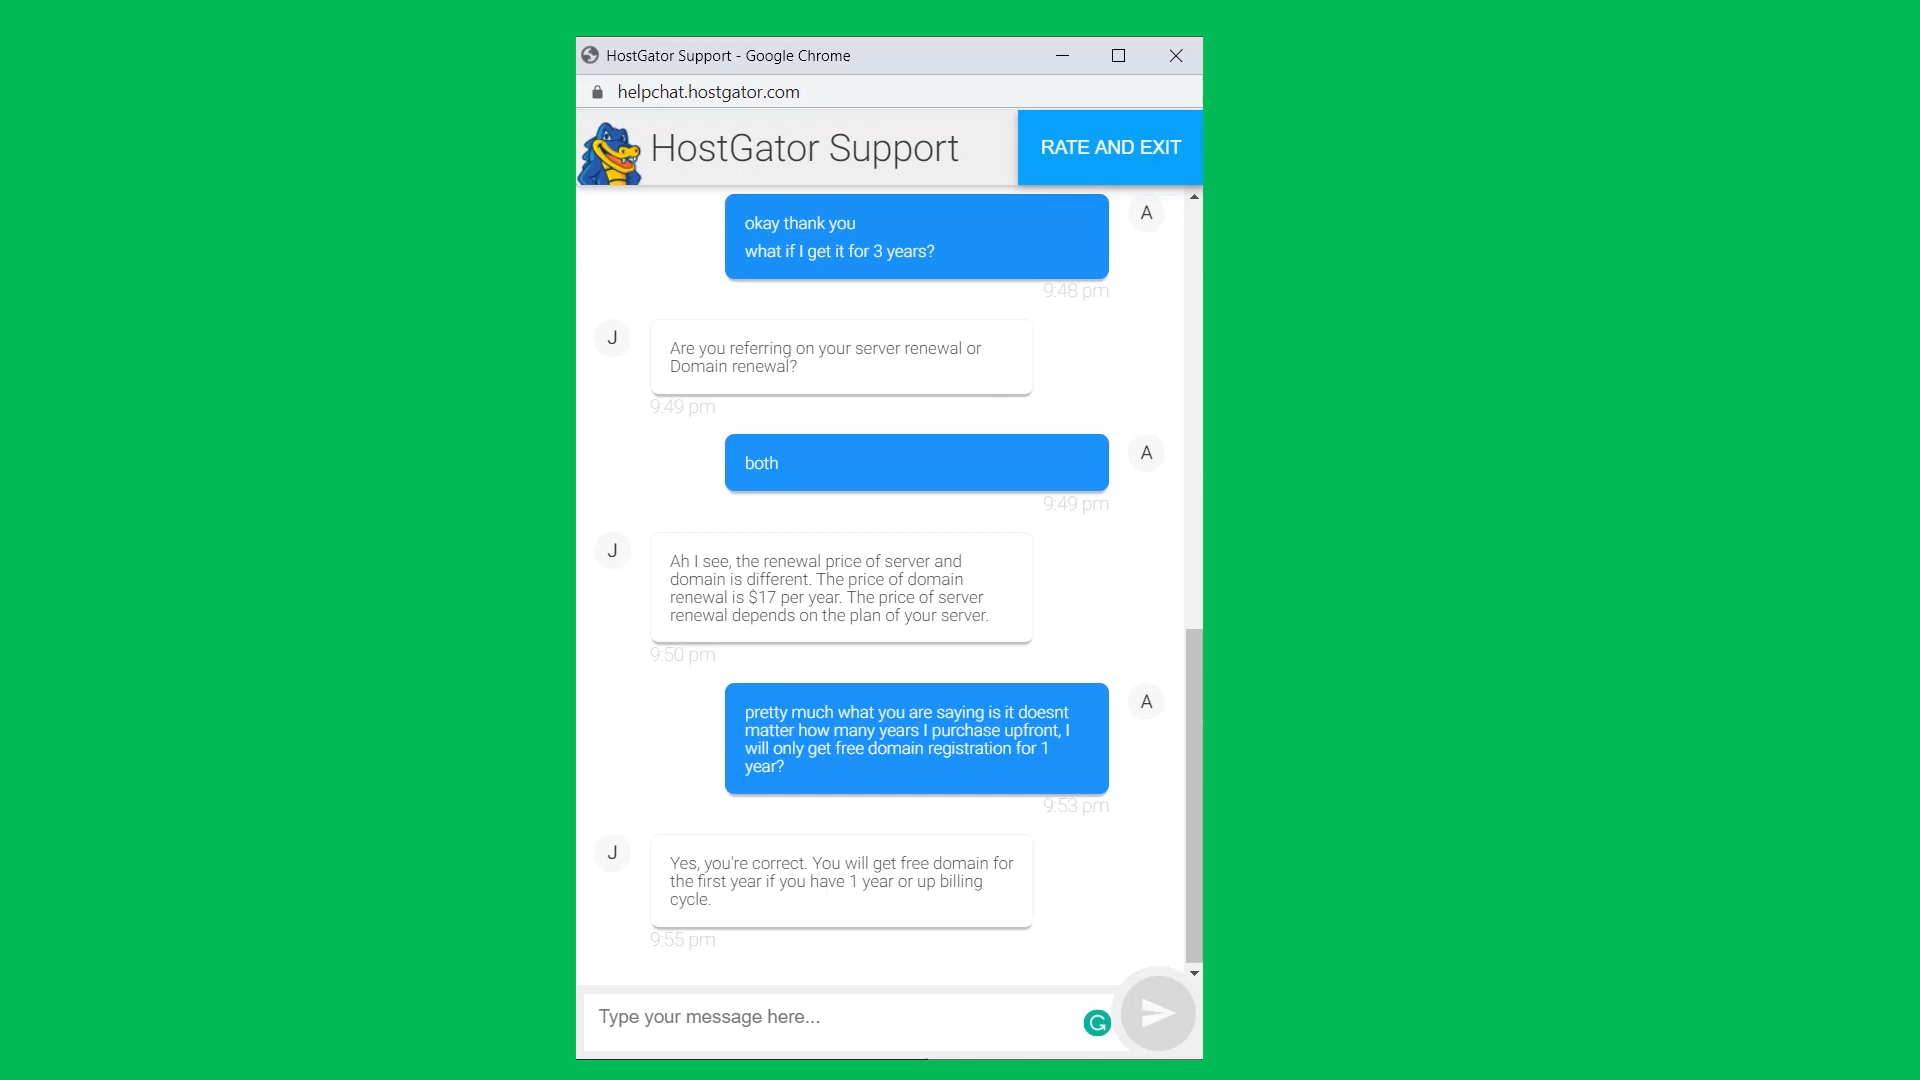 HostGator Support - Google Chrome
helpchat.hostgator.com
HostGator Support
RATE AND EXIT
okay thank you
what if I get it for 3 years?
A
9:48 pm
J
Are you referring on your server renewal or
Domain renewal?
9:49 pm
both
A
9:49 pm
J
Ah I see, the renewal price of server and
domain is different. The price of domain
renewal is $17 per year. The price of server
renewal depends on the plan of your server.
9:50 pm
pretty much what you are saying is it doesnt
matter how many years I purchase upfront, I
will only get free domain registration for 1
year?
A
9:53 pm
J
Yes, you're correct. You will get free domain for
the first year if you have 1 year or up billing
cycle.
9:55 pm
Type your message here...